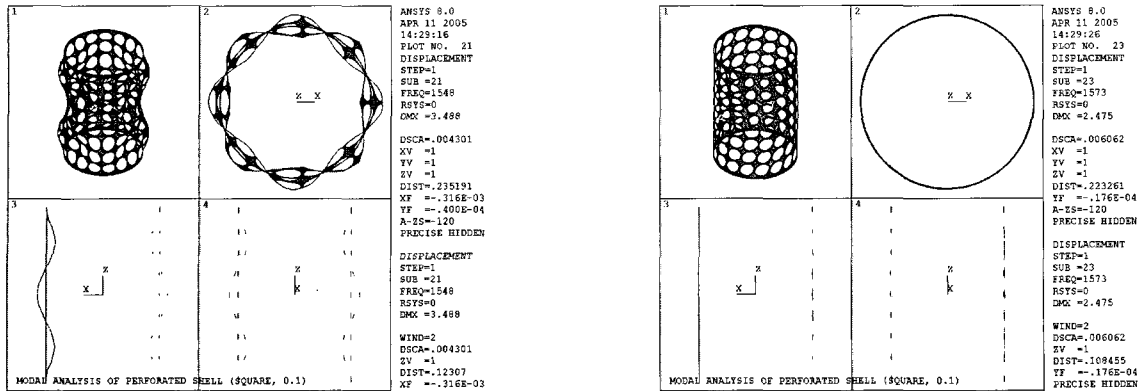 1
2
3
4
Z X
X Z
Z X
MODAL ANALYSIS OF PERFORATED SHELL (SQUARE, 0.1)
ANSYS 8.0
APR 11 2005
14:29:16
PLOT NO. 21
DISPLACEMENT
STEP=1
SUB =21
FREQ=1548
RSYS=0
DMX =3.488
DSCA=.004301
XV =1
YV =1
ZV =1
DIST=.235191
XF =-.316E-03
YF =-.400E-04
A-ZS=-120
PRECISE HIDDEN
DISPLACEMENT
STEP=1
SUB =21
FREQ=1548
RSYS=0
DMX =3.488
WIND=2
DSCA=.004301
ZV =1
DIST=.12307
XF =-.316E-03
1
2
3
4
Z X
X Z
Z X
MODAL ANALYSIS OF PERFORATED SHELL (SQUARE, 0.1)
ANSYS 8.0
APR 11 2005
14:29:26
PLOT NO. 23
DISPLACEMENT
STEP=1
SUB =23
FREQ=1573
RSYS=0
DMX =2.475
DSCA=.006062
XV =1
YV =1
ZV =1
DIST=.223261
YF =-.176E-04
A-ZS=-120
PRECISE HIDDEN
DISPLACEMENT
STEP=1
SUB =23
FREQ=1573
RSYS=0
DMX =2.475
WIND=2
DSCA=.006062
ZV =1
DIST=.108455
YF =-.176E-04
PRECISE HIDDEN